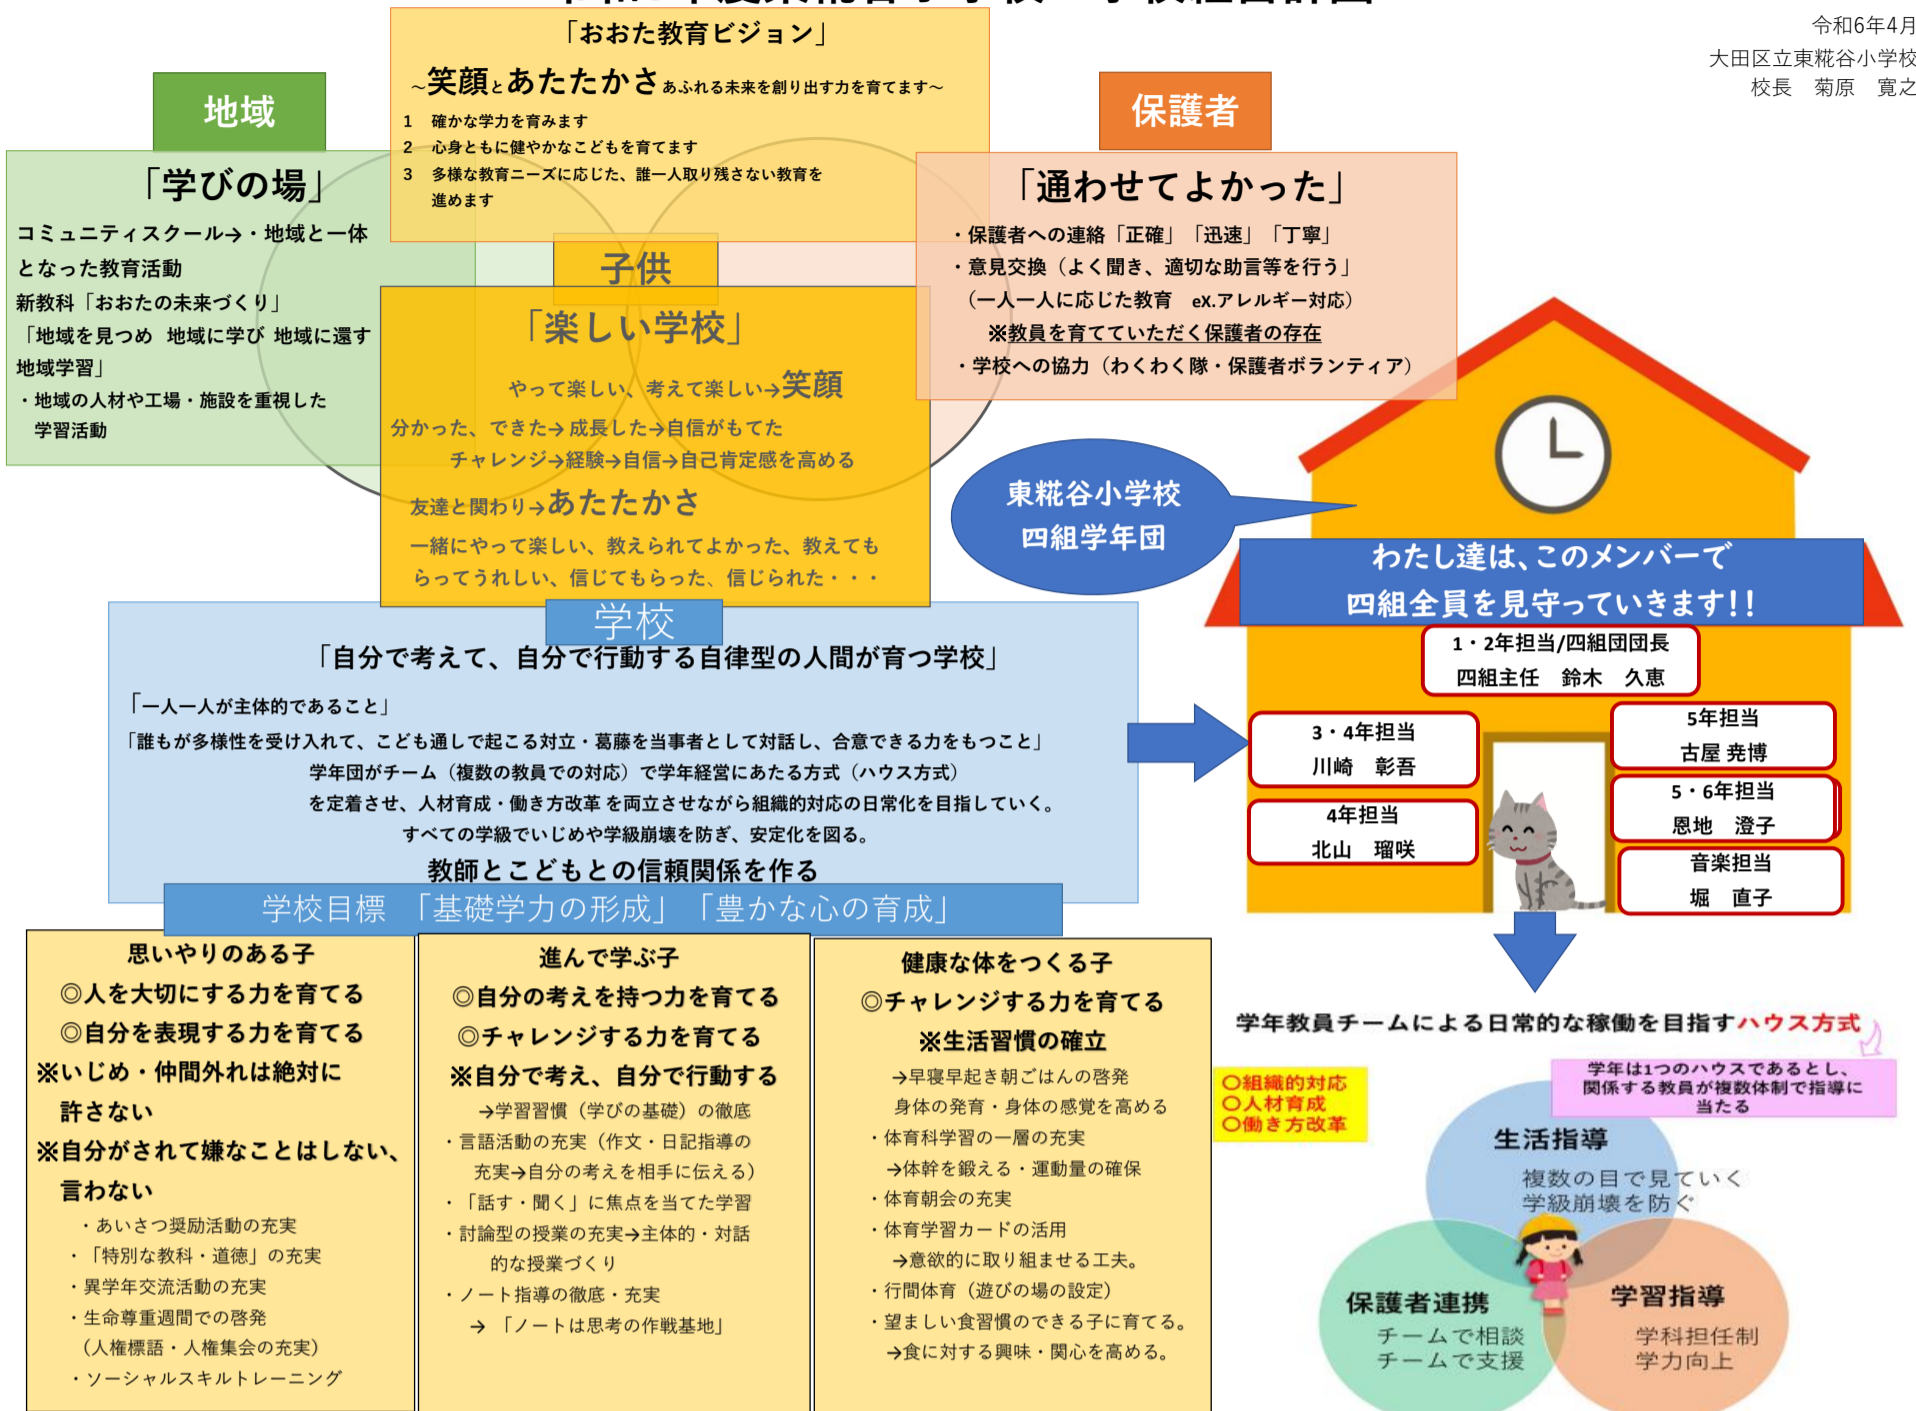 令和6年4月
大田区立東糀谷小学校
校長　菊原　寛之
「おおた教育ビジョン」
～笑顔とあたたかさあふれる未来を創り出す力を育てます～
1　確かな学力を育みます
2　心身ともに健やかなこどもを育てます
3　多様な教育ニーズに応じた、誰一人取り残さない教育を
進めます
地域
「学びの場」
コミュニティスクール→・地域と一体
となった教育活動
新教科「おおたの未来づくり」
「地域を見つめ 地域に学び 地域に還す
地域学習」
・地域の人材や工場・施設を重視した
学習活動
保護者
「通わせてよかった」
・保護者への連絡「正確」「迅速」「丁寧」
・意見交換（よく聞き、適切な助言等を行う」
（一人一人に応じた教育　ex.アレルギー対応）
※教員を育てていただく保護者の存在
・学校への協力（わくわく隊・保護者ボランティア）
子供
「楽しい学校」
やって楽しい、考えて楽しい→笑顔
分かった、できた→成長した→自信がもてた
チャレンジ→経験→自信→自己肯定感を高める
友達と関わり→あたたかさ
一緒にやって楽しい、教えられてよかった、教えても
らってうれしい、信じてもらった、信じられた・・・
学校
「自分で考えて、自分で行動する自律型の人間が育つ学校」
「一人一人が主体的であること」
「誰もが多様性を受け入れて、こども通しで起こる対立・葛藤を当事者として対話し、合意できる力をもつこと」
学年団がチーム（複数の教員での対応）で学年経営にあたる方式（ハウス方式）
を定着させ、人材育成・働き方改革 を両立させながら組織的対応の日常化を目指していく。
すべての学級でいじめや学級崩壊を防ぎ、安定化を図る。
教師とこどもとの信頼関係を作る
学校目標　「基礎学力の形成」「豊かな心の育成」
思いやりのある子
◎人を大切にする力を育てる
◎自分を表現する力を育てる
※いじめ・仲間外れは絶対に
許さない
※自分がされて嫌なことはしない、
言わない
・あいさつ奨励活動の充実
・「特別な教科・道徳」の充実
・異学年交流活動の充実
・生命尊重週間での啓発
（人権標語・人権集会の充実）
・ソーシャルスキルトレーニング
進んで学ぶ子
◎自分の考えを持つ力を育てる
◎チャレンジする力を育てる
※自分で考え、自分で行動する
→学習習慣（学びの基礎）の徹底
・言語活動の充実（作文・日記指導の
充実→自分の考えを相手に伝える）
・「話す・聞く」に焦点を当てた学習
・討論型の授業の充実→主体的・対話
的な授業づくり
・ノート指導の徹底・充実
→ 「ノートは思考の作戦基地」
健康な体をつくる子
◎チャレンジする力を育てる
※生活習慣の確立
→早寝早起き朝ごはんの啓発
身体の発育・身体の感覚を高める
・体育科学習の一層の充実
→体幹を鍛える・運動量の確保
・体育朝会の充実
・体育学習カードの活用
→意欲的に取り組ませる工夫。
・行間体育（遊びの場の設定）
・望ましい食習慣のできる子に育てる。
→食に対する興味・関心を高める。
東糀谷小学校
四組学年団
わたし達は、このメンバーで
四組全員を見守っていきます!!
1・2年担当/四組団団長
四組主任　鈴木　久恵
3・4年担当
川崎　彰吾
4年担当
北山　瑠咲
5年担当
古屋 尭博
5・6年担当
恩地　澄子
音楽担当
堀　直子
学年教員チームによる日常的な稼働を目指すハウス方式
○組織的対応
○人材育成
○働き方改革
学年は1つのハウスであるとし、
関係する教員が複数体制で指導に
当たる
生活指導
複数の目で見ていく
学級崩壊を防ぐ
保護者連携
チームで相談
チームで支援
学習指導
学科担任制
学力向上